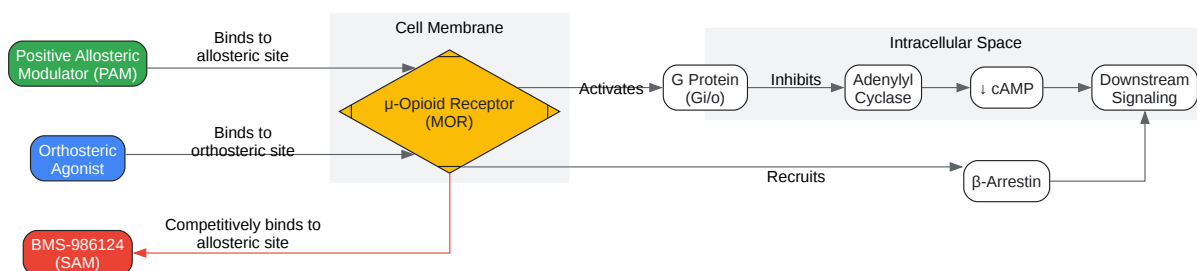 Cell Membrane
Intracellular Space
Positive Allosteric
Modulator (PAM)
Binds to
allosteric site
μ-Opioid Receptor
(MOR)
Activates
G Protein
(Gi/o)
Inhibits
Adenylyl
Cyclase
↓ cAMP
Downstream
Signaling
Orthosteric
Agonist
Binds to
orthosteric site
Recruits
β-Arrestin
Competitively binds to
allosteric site
BMS-986124
(SAM)